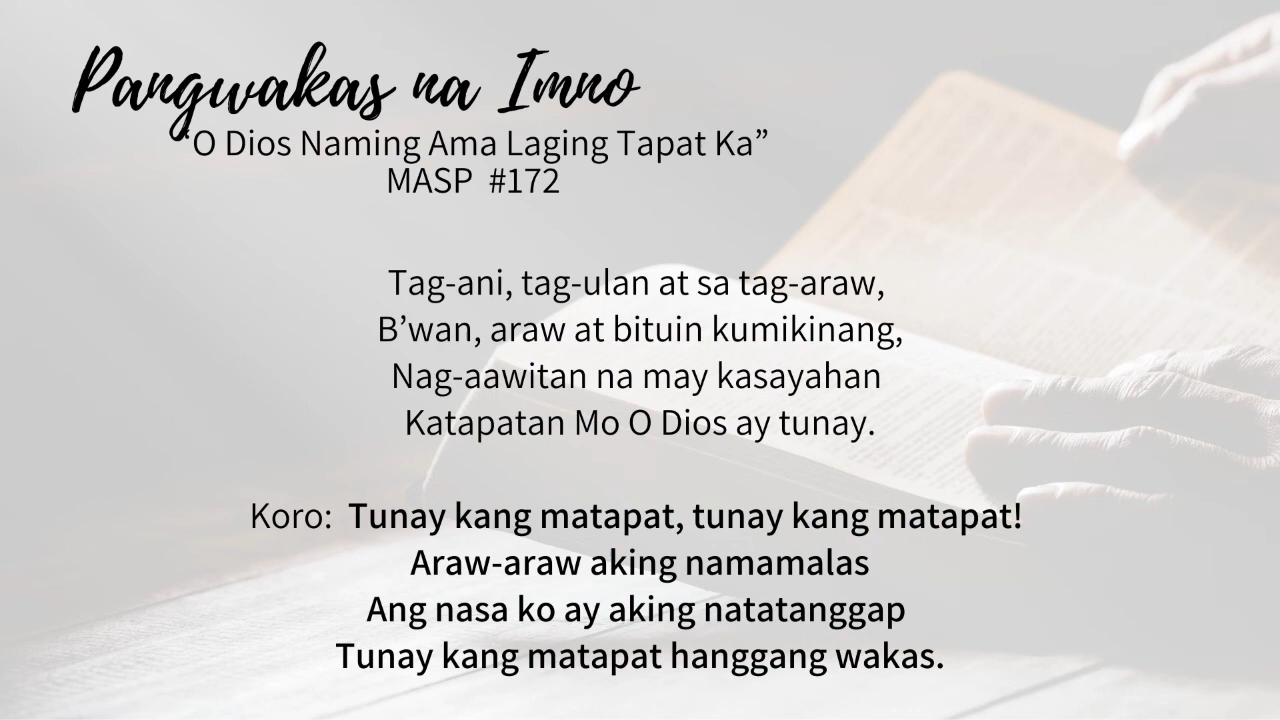 Pangwakas na Imno
“O Dios Naming Ama Laging Tapat Ka”
MASP #172
Tag-ani, tag-ulan at sa tag-araw,
B’wan, araw at bituin kumikinang,
Nag-aawitan na may kasayahan
Katapatan Mo O Dios ay tunay.
Koro: Tunay kang matapat, tunay kang matapat!
Araw-araw aking namamalas
Ang nasa ko ay aking natatanggap
Tunay kang matapat hanggang wakas.